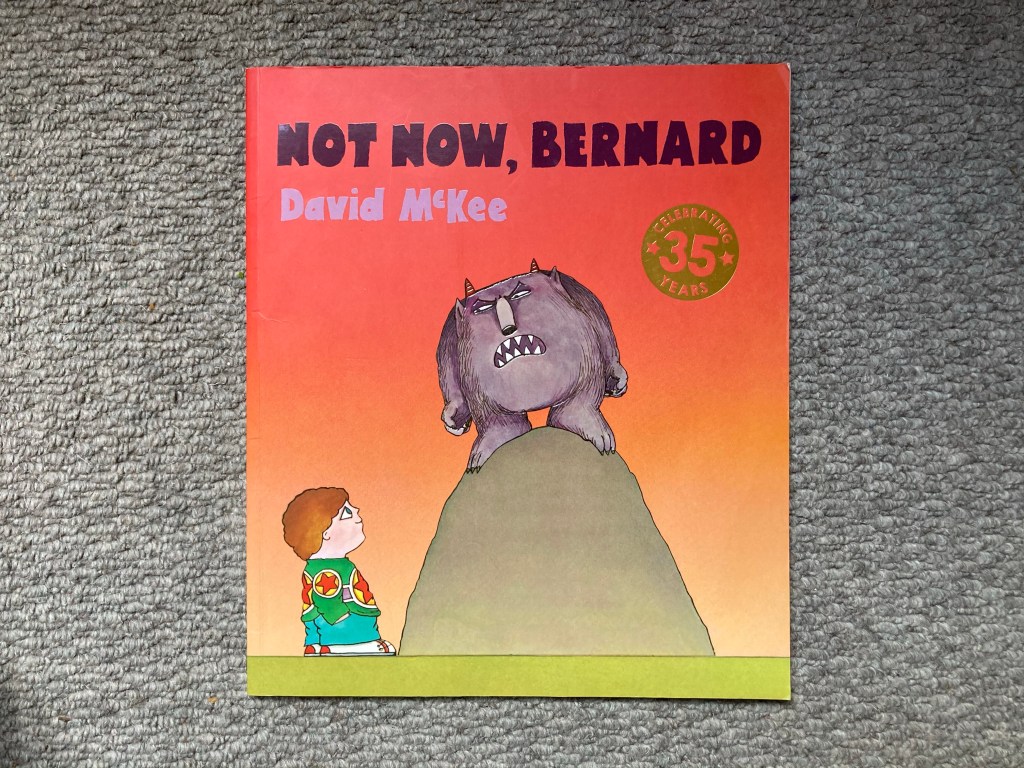 NOT NOW, BERNARD
David McKee
CELEBRATING
35
YEARS